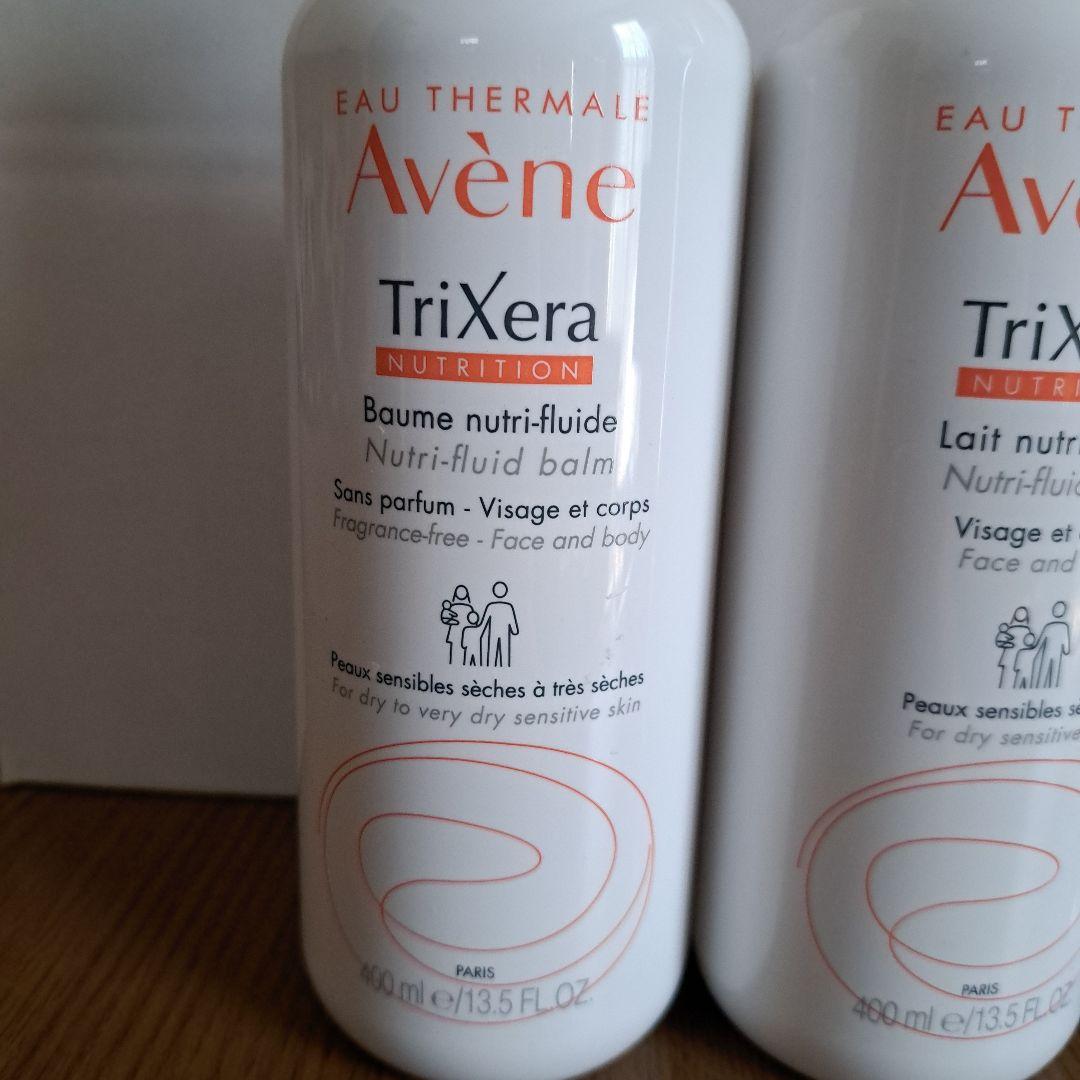 EAU THERMALE
Avène
TriXera
NUTRITION
Baume nutri-fluide
Nutri-fluid balm
Sans parfum - Visage et corps
Fragrance-free - Face and body
Peaux sensibles sèches à très sèches
For dry to very dry sensitive skin
PARIS
400 ml e/13.5 FL.OZ.
EAU T
Avè
TriX
NUTRI
Lait nutri
Nutri-fluid
Visage et
Face and
Peaux sensibles sè
For dry sensitive
PARIS
400 ml e/13.5 FL.OZ